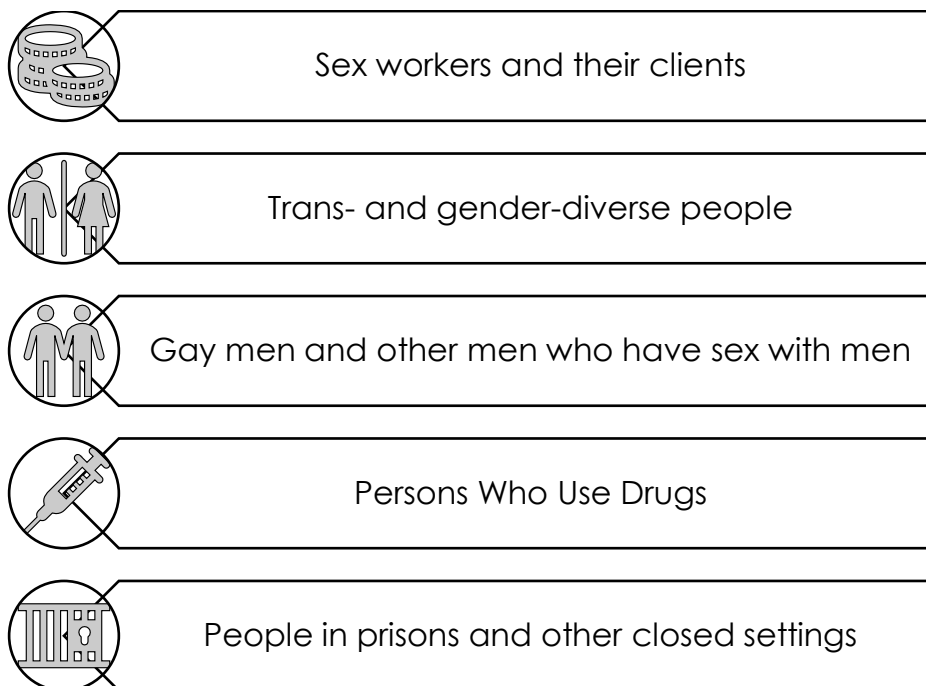 Sex workers and their clients
Trans- and gender-diverse people
Gay men and other men who have sex with men
Persons Who Use Drugs
People in prisons and other closed settings